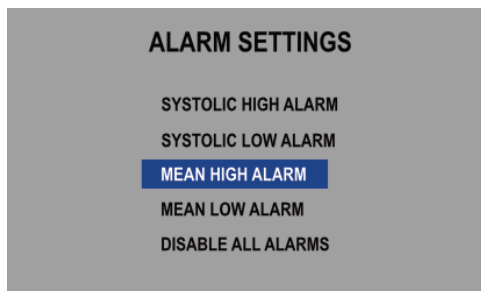 ALARM SETTINGS
SYSTOLIC HIGH ALARM
SYSTOLIC LOW ALARM
MEAN HIGH ALARM
MEAN LOW ALARM
DISABLE ALL ALARMS